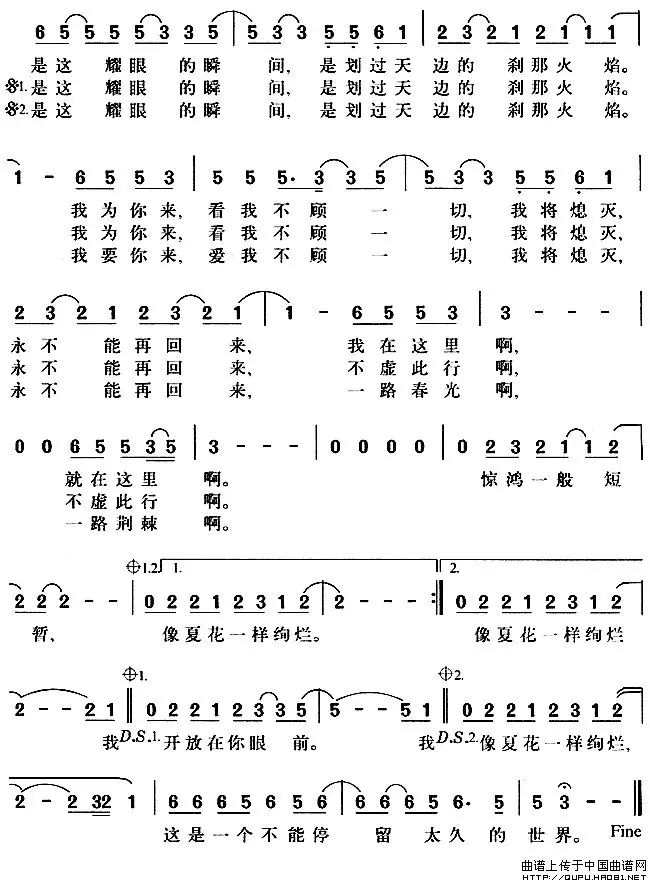 6 5 5 5 5 3 3 5 5 | 5 3 3 5 5 6 1 | 2 3 2 1 2 1 1 1
是这耀眼的瞬间，是划过天边的刹那火焰。
𝄋1.是这耀眼的瞬间，是划过天边的刹那火焰。
𝄋2.是这耀眼的瞬间，是划过天边的刹那火焰。
1 - 6 5 5 3 | 5 5 5· 3 3 5 5 | 5 3 3 5 5 6 1
我为你来，看我不顾一切，我将熄灭，
我为你来，看我不顾一切，我将熄灭，
我要你来，爱我不顾一切，我将熄灭，
2 3 2 1 2 3 2 1 | 1 - 6 5 5 3 | 3 - - -
永不能再回来，我在这里啊，
永不能再回来，不虚此行啊，
永不能再回来，一路春光啊，
0 0 6 5 5 3 5 | 3 - - - | 0 0 0 0 | 0 2 3 2 1 1 2
就在这里啊。惊鸿一般短
不虚此行啊。
一路荆棘啊。
1.2. 1. 2.
2 2 2 - - | 0 2 2 1 2 3 1 2 | 2 - - - :‖ 0 2 2 1 2 3 1 2
暂，像夏花一样绚烂。像夏花一样绚烂
1. 2.
2 - - 2 1 ‖ 0 2 2 1 2 3 3 5 | 5 - - 5 1 ‖ 0 2 2 1 2 3 1 2
我D.S.1.开放在你眼前。我D.S.2.像夏花一样绚烂，
2 - 2 3 2 1 | 6 6 6 5 6 5 6 | 6 6 6 5 6· 5 | 5 3 - - ‖
这是一个不能停留太久的世界。Fine
曲谱上传于中国曲谱网
HTTP://QUPU.HAO81.NET